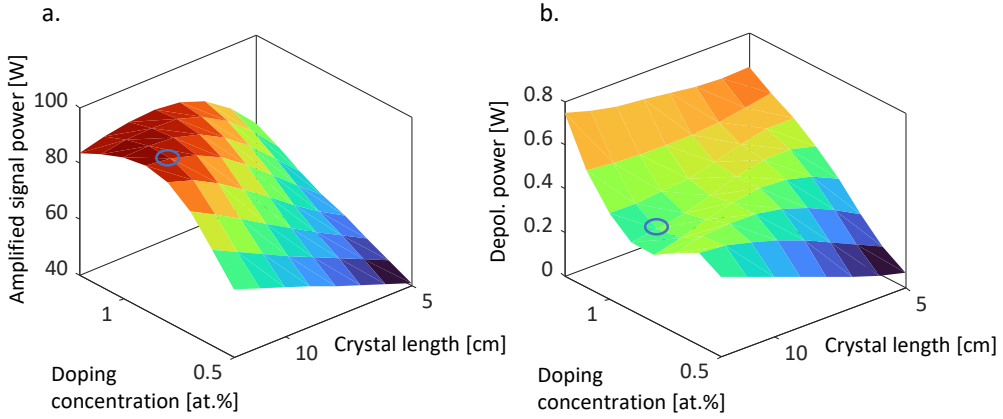 a.
Amplified signal power [W]
100
80
60
40
1
0.5
10
5
Crystal length [cm]
Doping
concentration [at.%]
b.
Depol. power [W]
0.8
0.6
0.4
0.2
0
1
0.5
10
5
Crystal length [cm]
Doping
concentration [at.%]